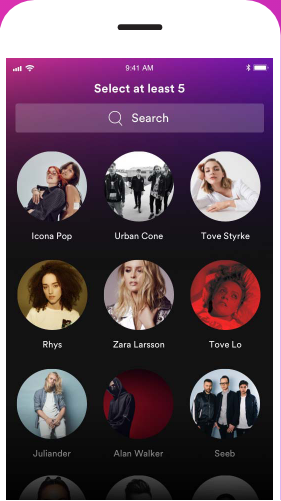 9:41 AM
Select at least 5
Search
Icona Pop
Urban Cone
Tove Styrke
Rhys
Zara Larsson
Tove Lo
Juliander
Alan Walker
Seeb